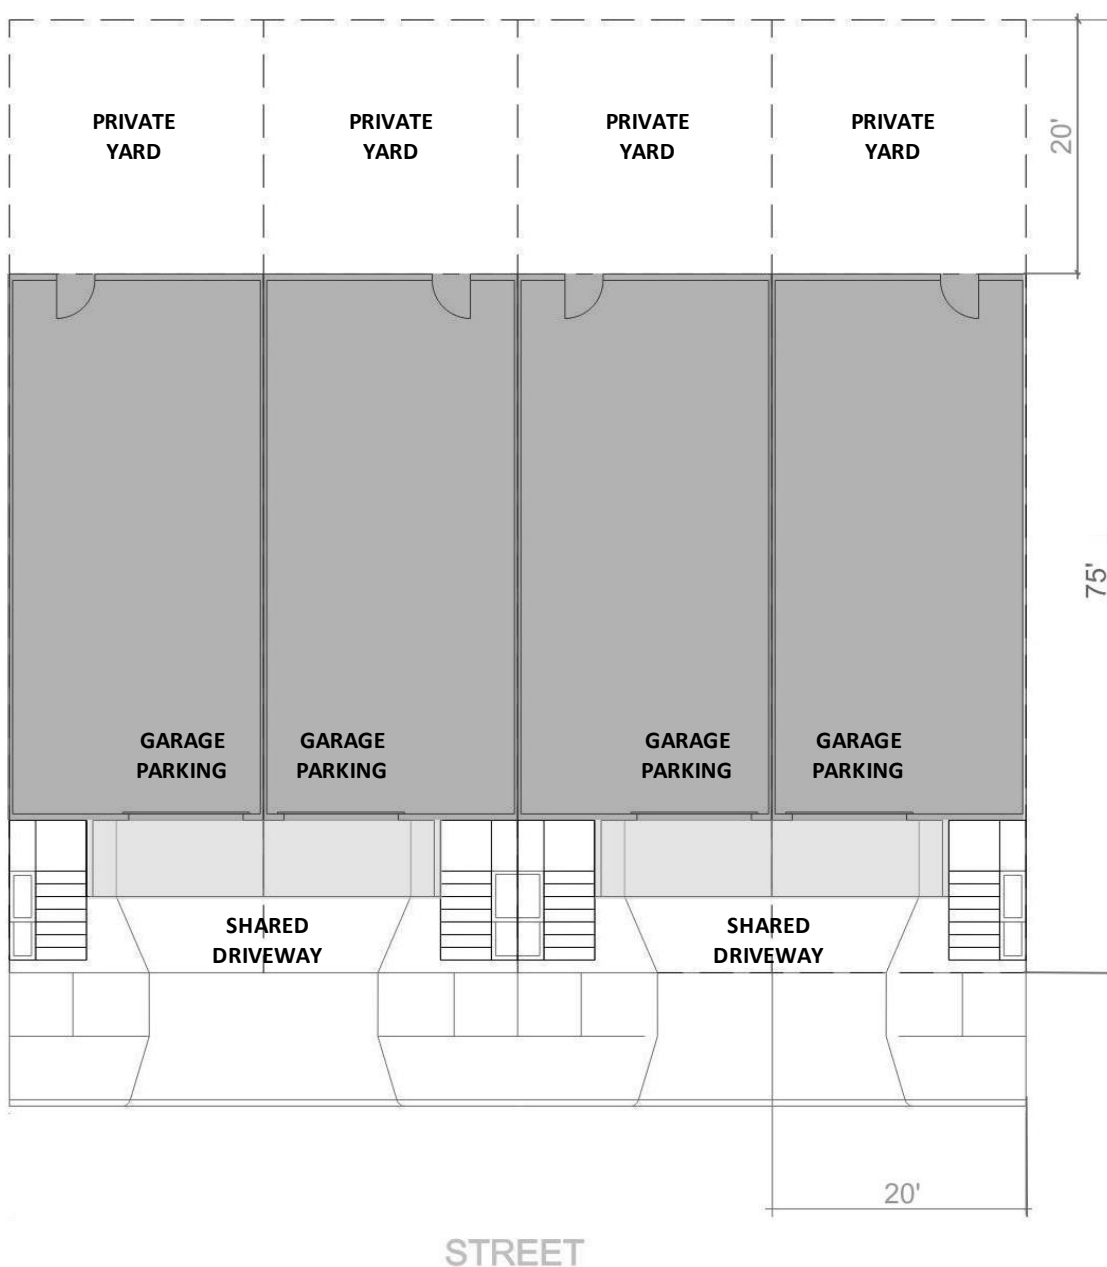 PRIVATE
YARD
PRIVATE
YARD
PRIVATE
YARD
PRIVATE
YARD
20'
75'
GARAGE
PARKING
GARAGE
PARKING
GARAGE
PARKING
GARAGE
PARKING
SHARED
DRIVEWAY
SHARED
DRIVEWAY
20'
STREET